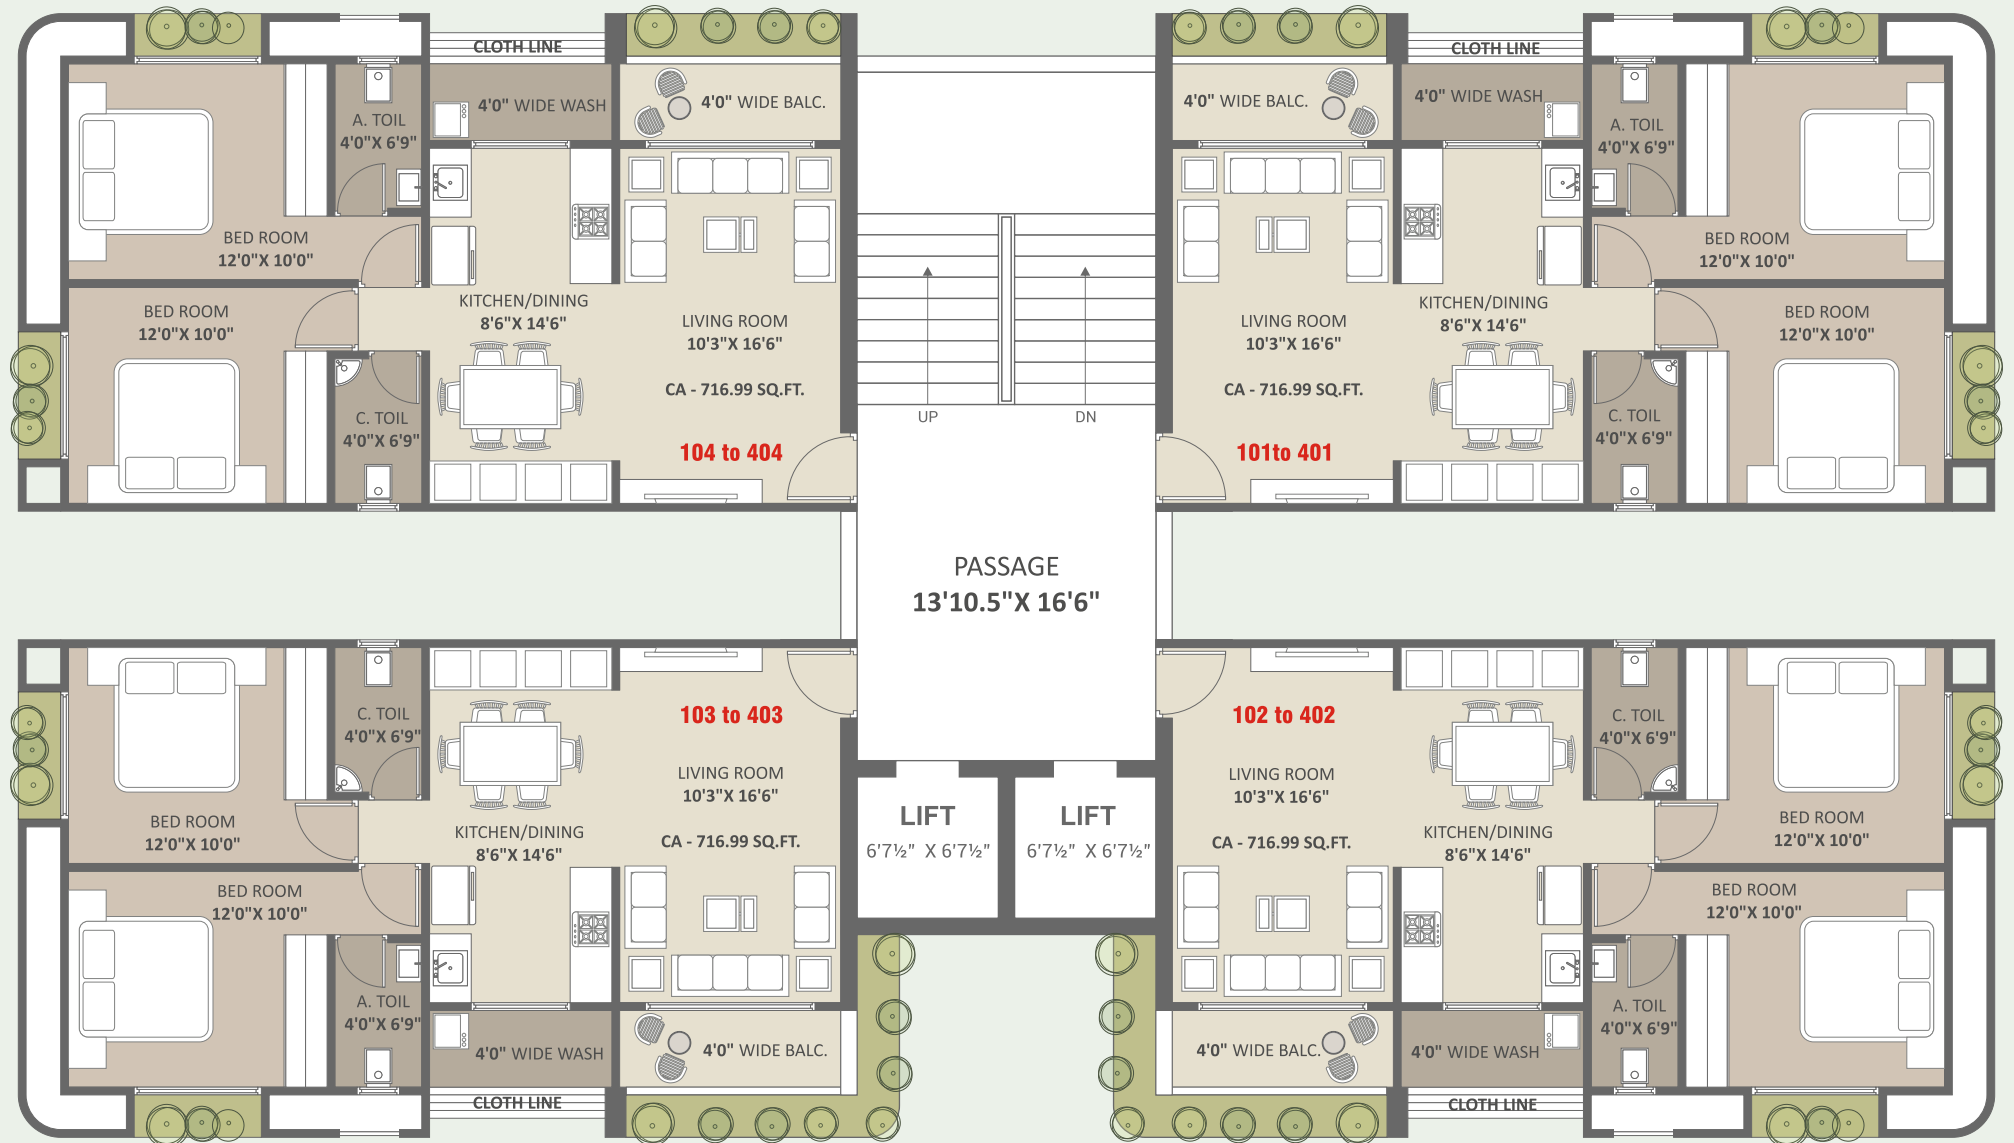 CLOTH LINE
4'0" WIDE WASH
4'0" WIDE BALC.
A. TOIL
4'0"X 6'9"
BED ROOM
12'0"X 10'0"
BED ROOM
12'0"X 10'0"
KITCHEN/DINING
8'6"X 14'6"
LIVING ROOM
10'3"X 16'6"
CA - 716.99 SQ.FT.
C. TOIL
4'0"X 6'9"
104 to 404
UP
DN
CLOTH LINE
4'0" WIDE BALC.
4'0" WIDE WASH
A. TOIL
4'0"X 6'9"
BED ROOM
12'0"X 10'0"
LIVING ROOM
10'3"X 16'6"
KITCHEN/DINING
8'6"X 14'6"
BED ROOM
12'0"X 10'0"
CA - 716.99 SQ.FT.
C. TOIL
4'0"X 6'9"
101to 401
PASSAGE
13'10.5"X 16'6"
C. TOIL
4'0"X 6'9"
103 to 403
LIVING ROOM
10'3"X 16'6"
BED ROOM
12'0"X 10'0"
KITCHEN/DINING
8'6"X 14'6"
CA - 716.99 SQ.FT.
BED ROOM
12'0"X 10'0"
A. TOIL
4'0"X 6'9"
4'0" WIDE WASH
4'0" WIDE BALC.
CLOTH LINE
LIFT
6'7½" X 6'7½"
LIFT
6'7½" X 6'7½"
102 to 402
C. TOIL
4'0"X 6'9"
LIVING ROOM
10'3"X 16'6"
BED ROOM
12'0"X 10'0"
KITCHEN/DINING
8'6"X 14'6"
CA - 716.99 SQ.FT.
BED ROOM
12'0"X 10'0"
A. TOIL
4'0"X 6'9"
4'0" WIDE BALC.
4'0" WIDE WASH
CLOTH LINE